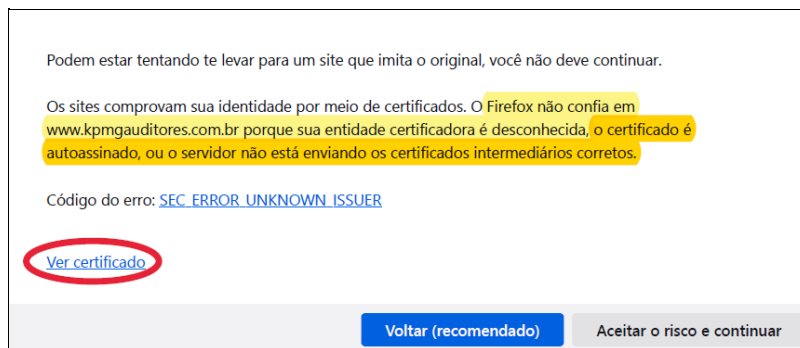 Podem estar tentando te levar para um site que imita o original, você não deve continuar.
Os sites comprovam sua identidade por meio de certificados. O Firefox não confia em
www.kpmgauditores.com.br porque sua entidade certificadora é desconhecida, o certificado é
autoassinado, ou o servidor não está enviando os certificados intermediários corretos.
Código do erro: SEC_ERROR_UNKNOWN_ISSUER
Ver certificado
Voltar (recomendado) Aceitar o risco e continuar